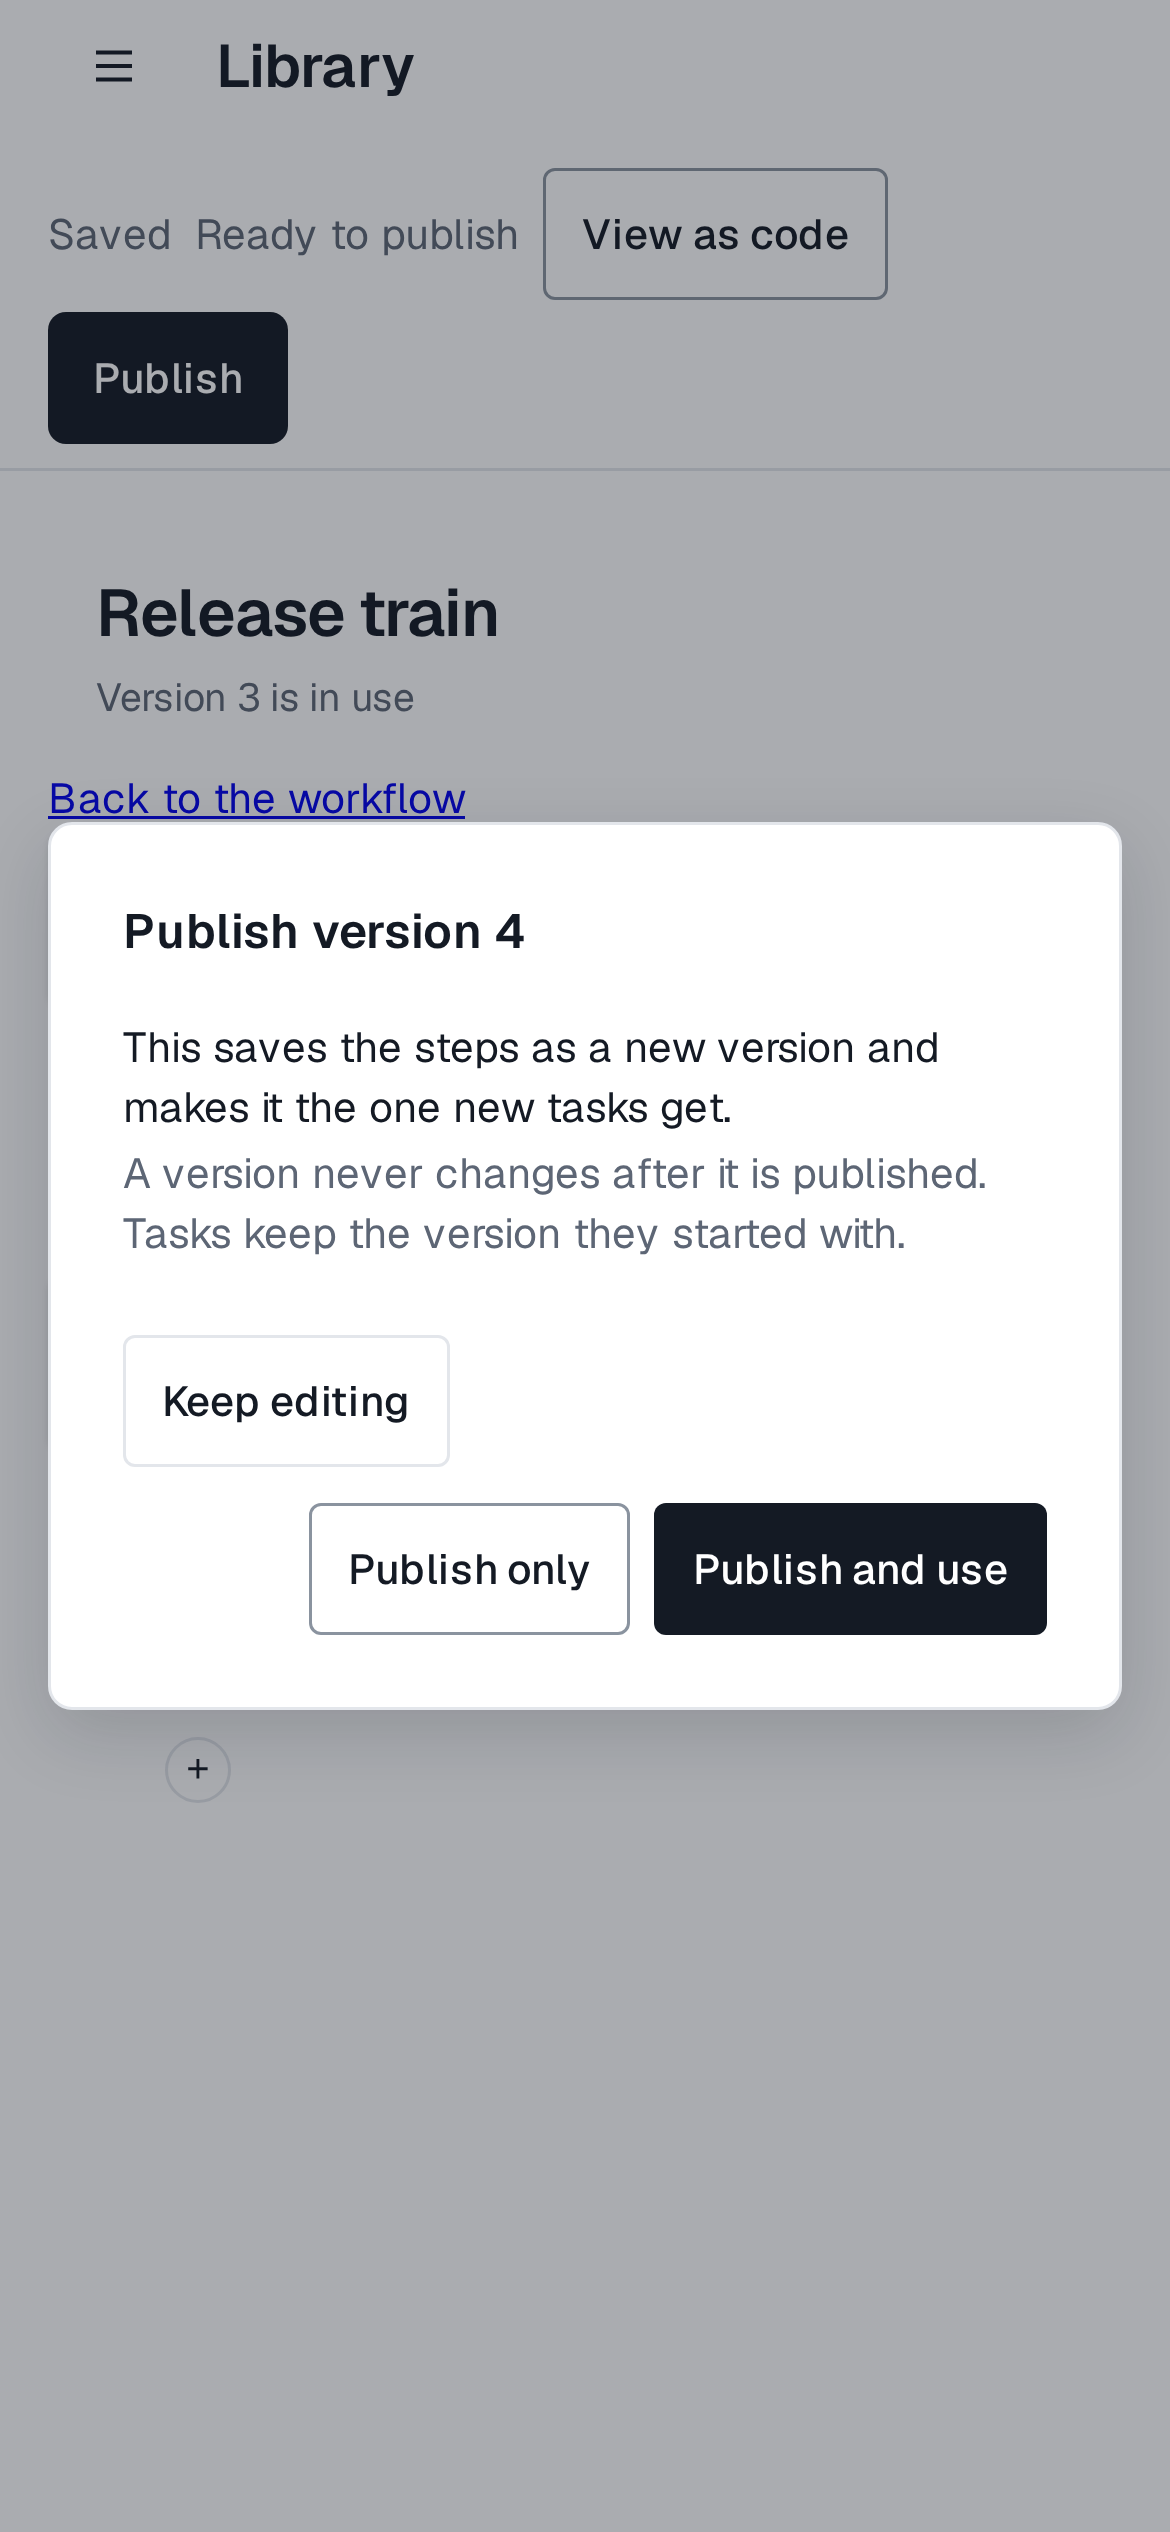 Library
Saved Ready to publish View as code
Publish
Release train
Version 3 is in use
Back to the workflow
Publish version 4
This saves the steps as a new version and
makes it the one new tasks get.
A version never changes after it is published.
Tasks keep the version they started with.
Keep editing
Publish only Publish and use
+